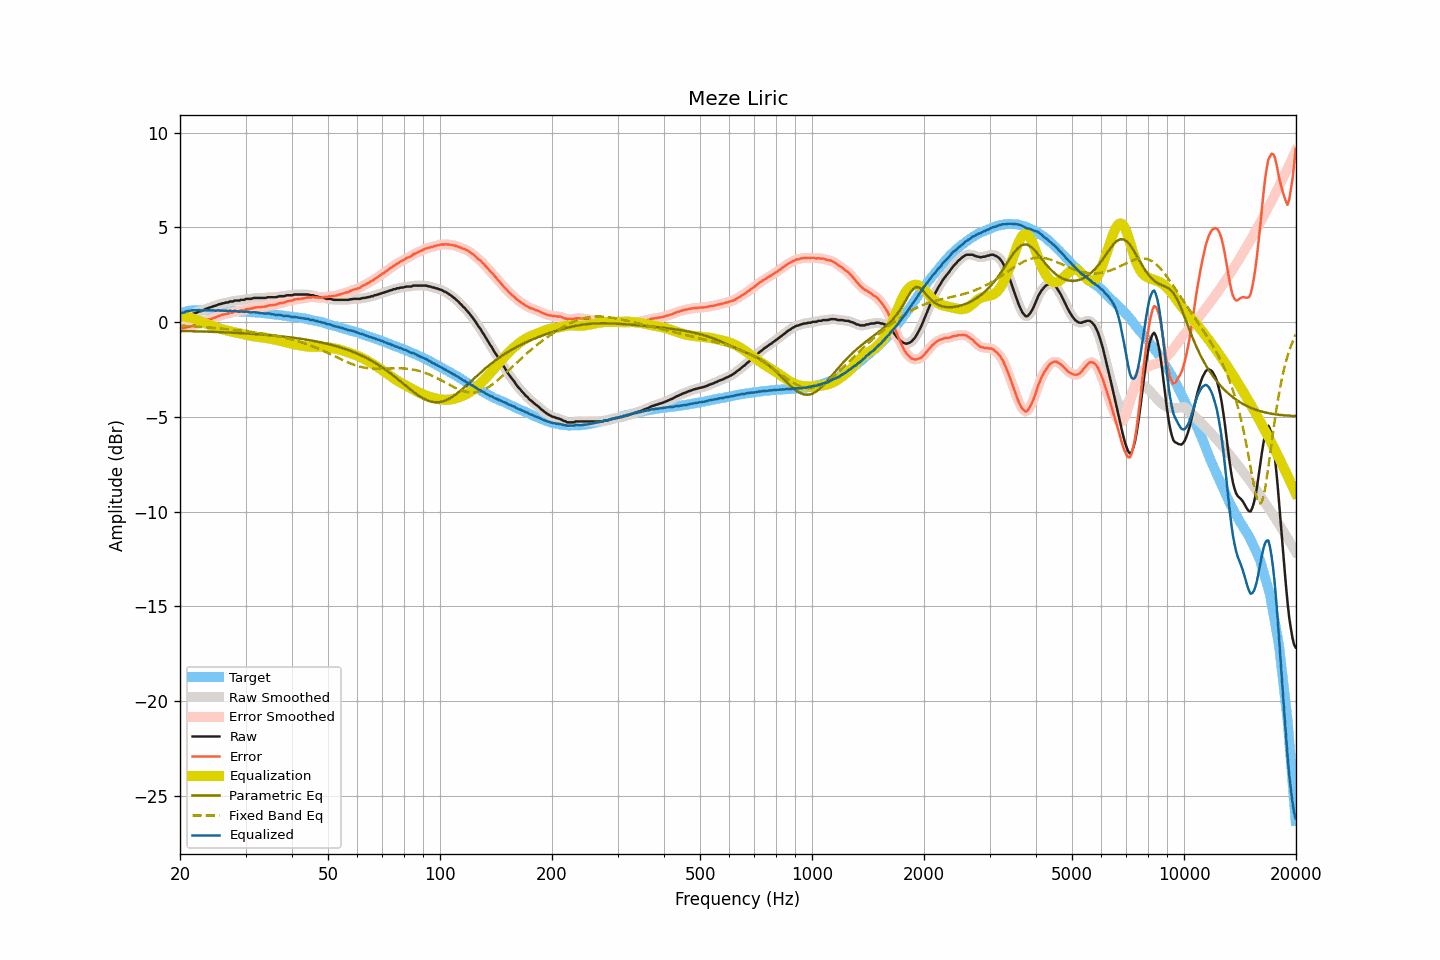 Meze Liric
10
5
0
−5
−10
−15
−20
−25
Amplitude (dBr)
Target
Raw Smoothed
Error Smoothed
Raw
Error
Equalization
Parametric Eq
Fixed Band Eq
Equalized
20 50 100 200 500 1000 2000 5000 10000 20000
Frequency (Hz)